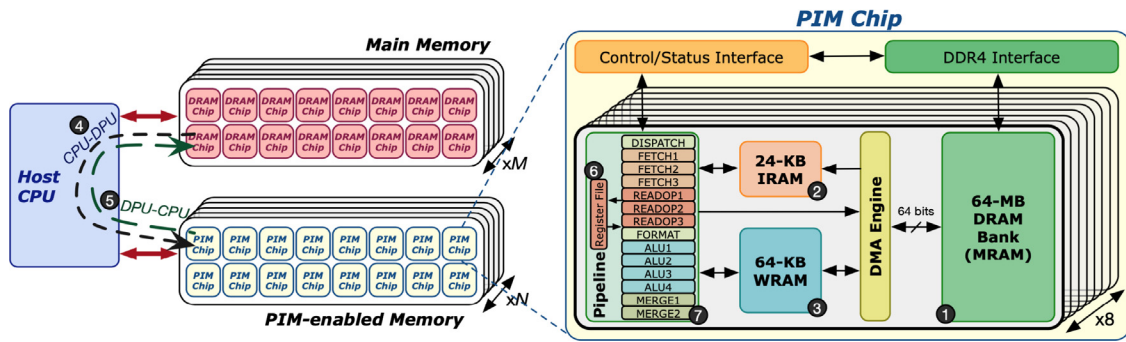 Main Memory
DRAM Chip DRAM Chip DRAM Chip DRAM Chip DRAM Chip DRAM Chip DRAM Chip DRAM Chip
DRAM Chip DRAM Chip DRAM Chip DRAM Chip DRAM Chip DRAM Chip DRAM Chip DRAM Chip
xM
Host
CPU
4
CPU-DPU
5
DPU-CPU
PIM Chip PIM Chip PIM Chip PIM Chip PIM Chip PIM Chip PIM Chip PIM Chip
PIM Chip PIM Chip PIM Chip PIM Chip PIM Chip PIM Chip PIM Chip PIM Chip
xN
PIM-enabled Memory
PIM Chip
Control/Status Interface
DDR4 Interface
Pipeline
6
Register File
DISPATCH
FETCH1
FETCH2
FETCH3
READOP1
READOP2
READOP3
FORMAT
ALU1
ALU2
ALU3
ALU4
MERGE1
MERGE2
7
24-KB
IRAM
2
64-KB
WRAM
3
DMA Engine
64 bits
64-MB
DRAM
Bank
(MRAM)
1
x8